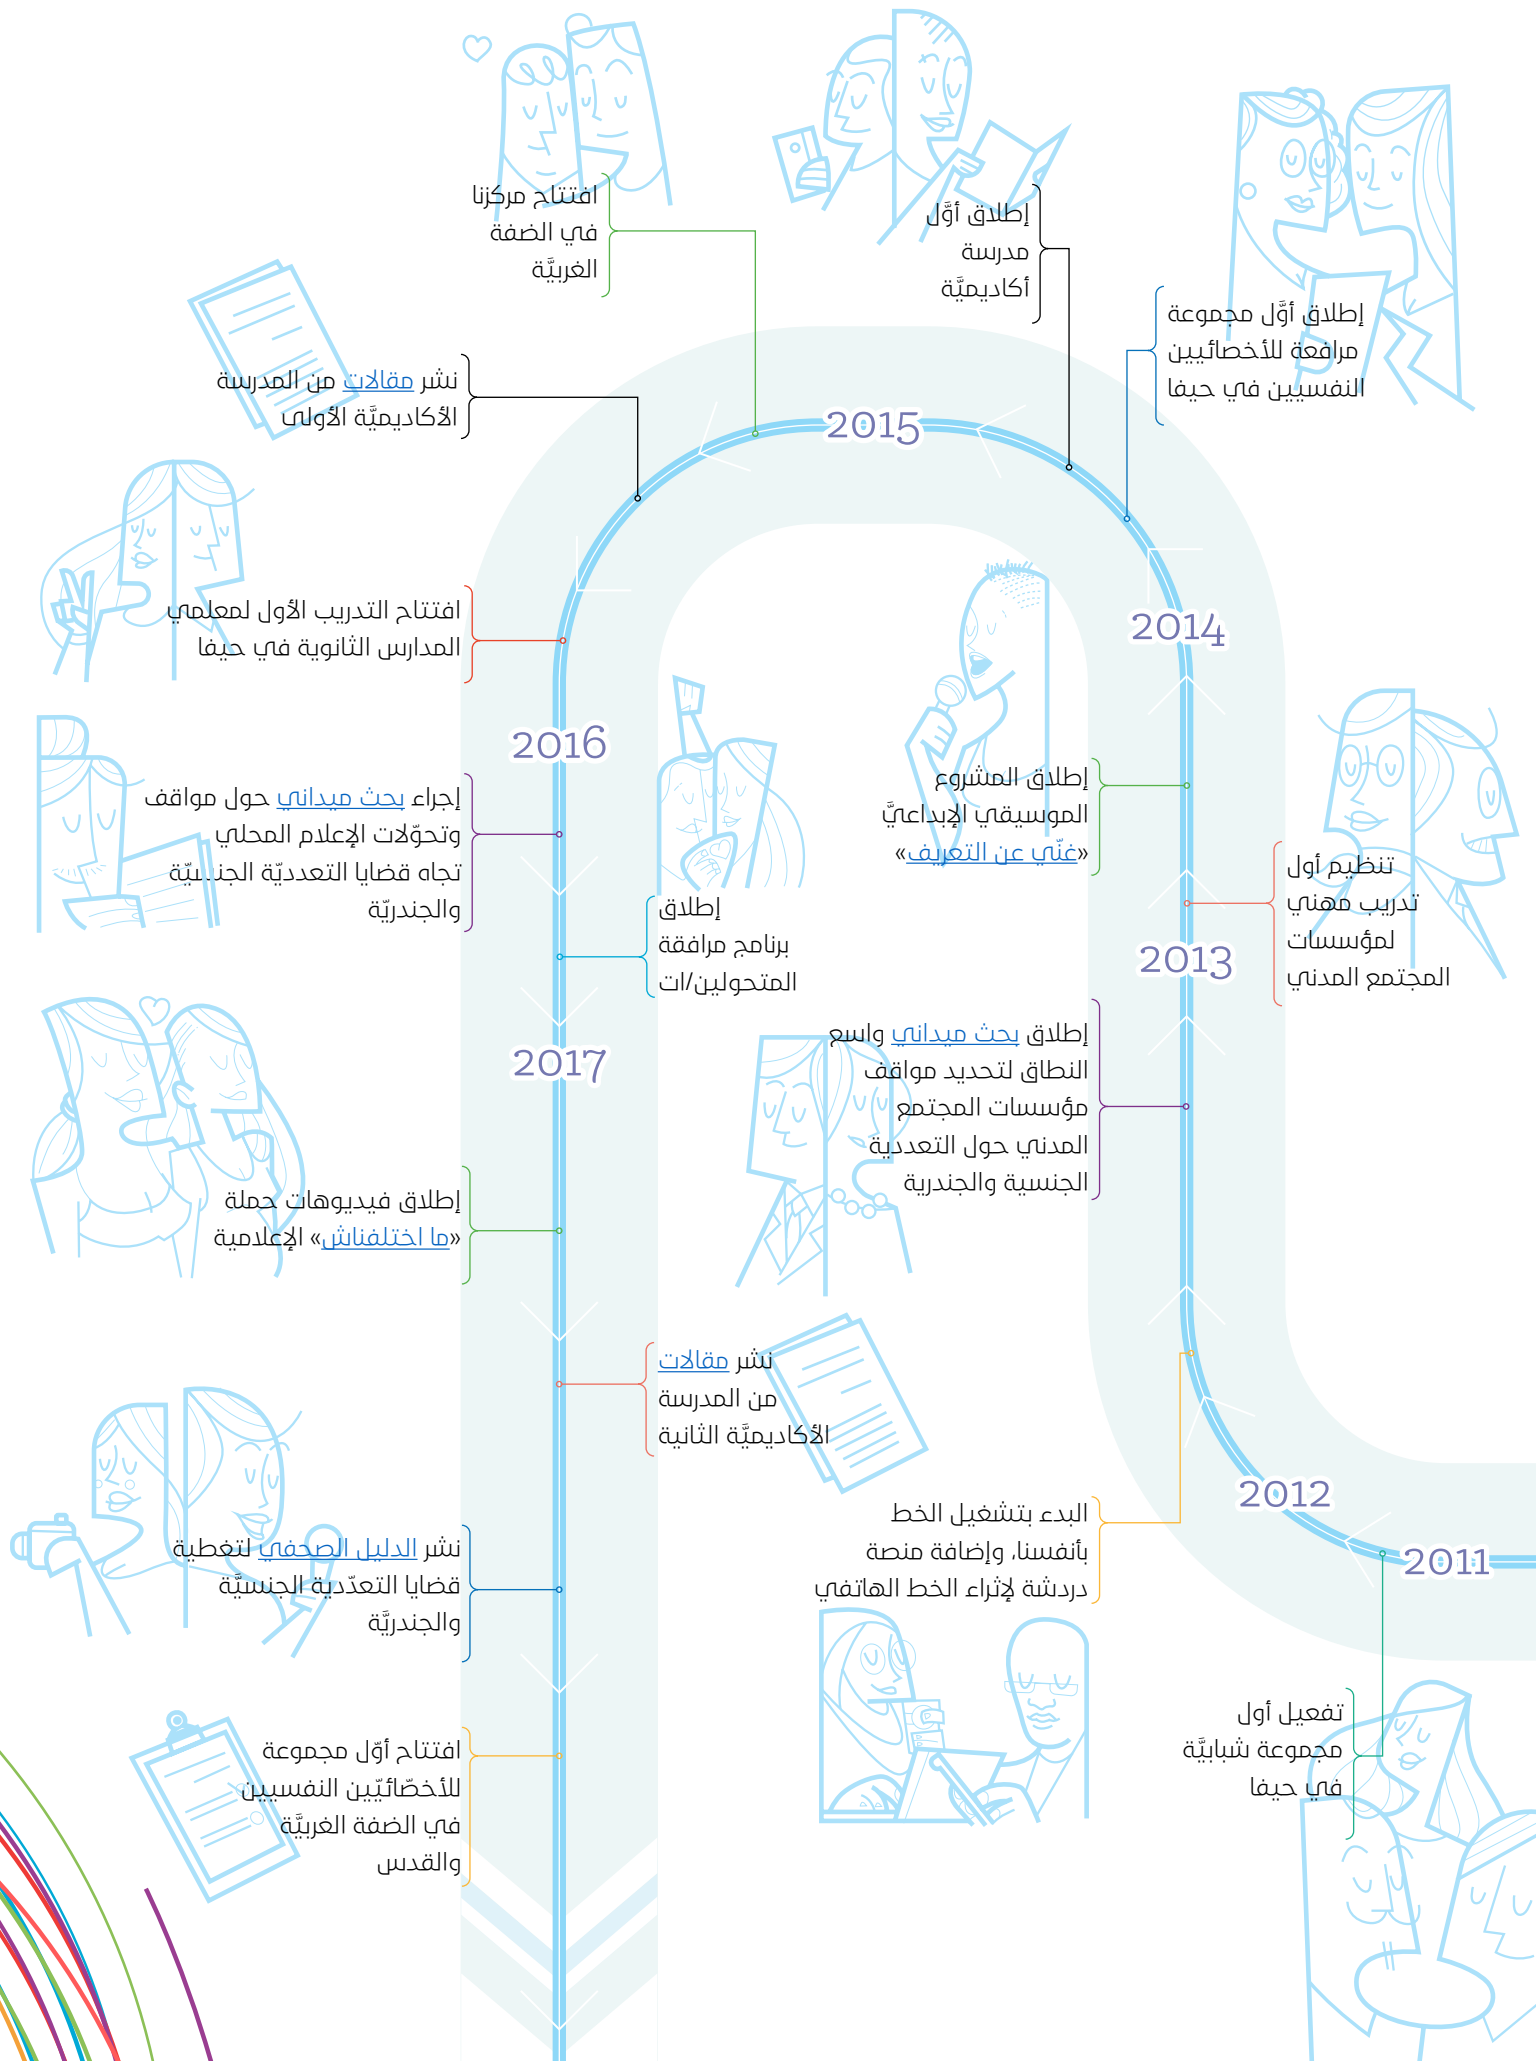 2011
تفعيل أول
مجموعة شبابيَّة
في حيفا
2012
البدء بتشغيل الخط
بأنفسنا، وإضافة منصة
دردشة لإثراء الخط الهاتفي
إطلاق بحث ميداني واسع
النطاق لتحديد مواقف
مؤسسات المجتمع
المدني حول التعددية
الجنسية والجندرية
2013
تنظيم أول
تدريب مهني
لمؤسسات
المجتمع المدني
إطلاق المشروع
الموسيقي الإبداعيَّ
«غنّي عن التعريف»
2014
إطلاق أوَّل مجموعة
مرافعة للأخصائيين
النفسيين في حيفا
إطلاق أوَّل
مدرسة
أكاديميَّة
2015
افتتاح مركزنا
في الضفة
الغربيَّة
نشر مقالات من المدرسة
الأكاديميَّة الأولى
افتتاح التدريب الأول لمعلمي
المدارس الثانوية في حيفا
2016
إجراء بحث ميداني حول مواقف
وتحوّلات الإعلام المحلي
تجاه قضايا التعدديّة الجنسيّة
والجندريّة
إطلاق
برنامج مرافقة
المتحولين/ات
2017
إطلاق فيديوهات حملة
«ما اختلفناش» الإعلامية
نشر مقالات
من المدرسة
الأكاديميَّة الثانية
نشر الدليل الصحفي لتغطية
قضايا التعدّدية الجنسيَّة
والجندريَّة
افتتاح أوّل مجموعة
للأخصّائيّين النفسيين
في الضفة الغربيَّة
والقدس